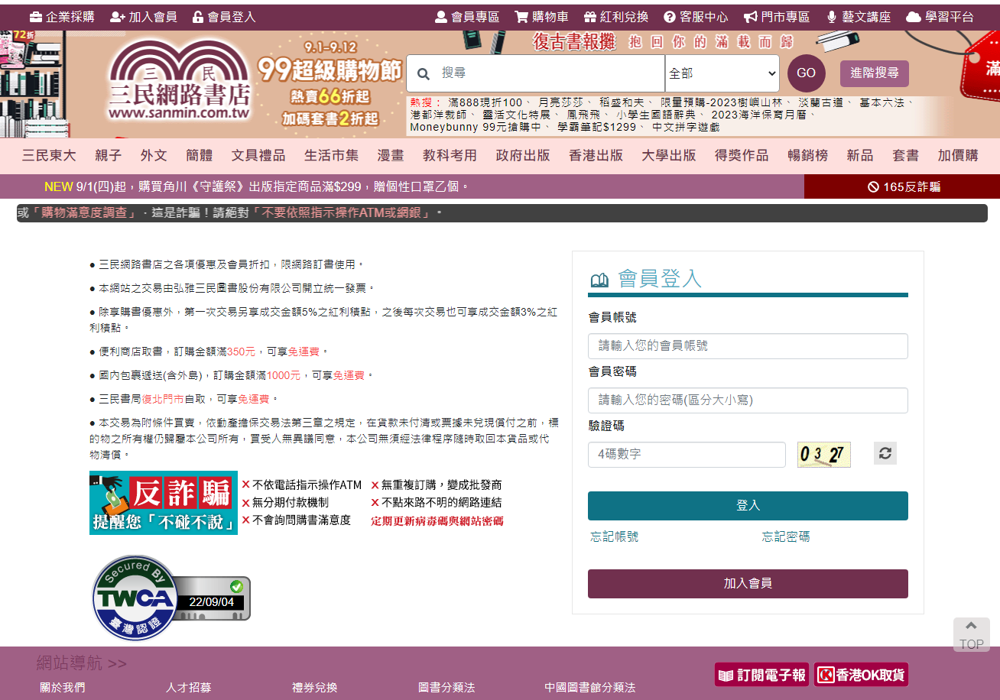 企業採購 加入會員 會員登入 會員專區 購物車 紅利兌換 客服中心 門市專區 藝文講座 學習平台
72折
三民
三民網路書店
www.sanmin.com.tw
9.1–9.12
99超級購物節
熱賣66折起
加碼套書2折起
復古書報攤 抱回你的滿載而歸
滿
搜尋 全部 GO 進階搜尋
熱搜： 滿888現折100、 月亮莎莎、 稻盛和夫、 限量預購-2023樹嶼山林、 淡蘭古道、 基本六法、
港都洋裁師、 靈活文化特展、 鳳飛飛、 小學生國語辭典、 2023海洋保育月曆、
Moneybunny 99元搶購中、 學霸筆記$1299、 中文拼字遊戲
三民東大 親子 外文 簡體 文具禮品 生活市集 漫畫 教科考用 政府出版 香港出版 大學出版 得獎作品 暢銷榜 新品 套書 加價購
NEW 9/1(四)起，購買角川《守護祭》出版指定商品滿$299，贈個性口罩乙個。
165反詐騙
或「購物滿意度調查」．這是詐騙！請絕對「不要依照指示操作ATM或網銀」。
● 三民網路書店之各項優惠及會員折扣，限網路訂書使用。
● 本網站之交易由弘雅三民圖書股份有限公司開立統一發票。
● 除享購書優惠外，第一次交易另享成交金額5%之紅利積點，之後每次交易也可享成交金額3%之紅
利積點。
● 便利商店取書，訂購金額滿350元，可享免運費。
● 國內包裹遞送(含外島)，訂購金額滿1000元，可享免運費。
● 三民書局復北門市自取，可享免運費。
● 本交易為附條件買賣，依動產擔保交易法第三章之規定，在貨款未付清或票據未兌現償付之前，標
的物之所有權仍歸屬本公司所有，買受人無異議同意，本公司無須經法律程序隨時取回本貨品或代
物清償。
反詐騙
提醒您「不碰不說」
X 不依電話指示操作ATM X 無重複訂購，變成批發商
X 無分期付款機制 X 不點來路不明的網路連結
X 不會詢問購書滿意度 定期更新病毒碼與網站密碼
Secured By
TWCA
臺灣認證
22/09/04
會員登入
會員帳號
請輸入您的會員帳號
會員密碼
請輸入您的密碼(區分大小寫)
驗證碼
4碼數字 0327
登入
忘記帳號 忘記密碼
加入會員
TOP
網站導航 >>
關於我們 人才招募 禮券兌換 圖書分類法 中國圖書館分類法
訂閱電子報 香港OK取貨